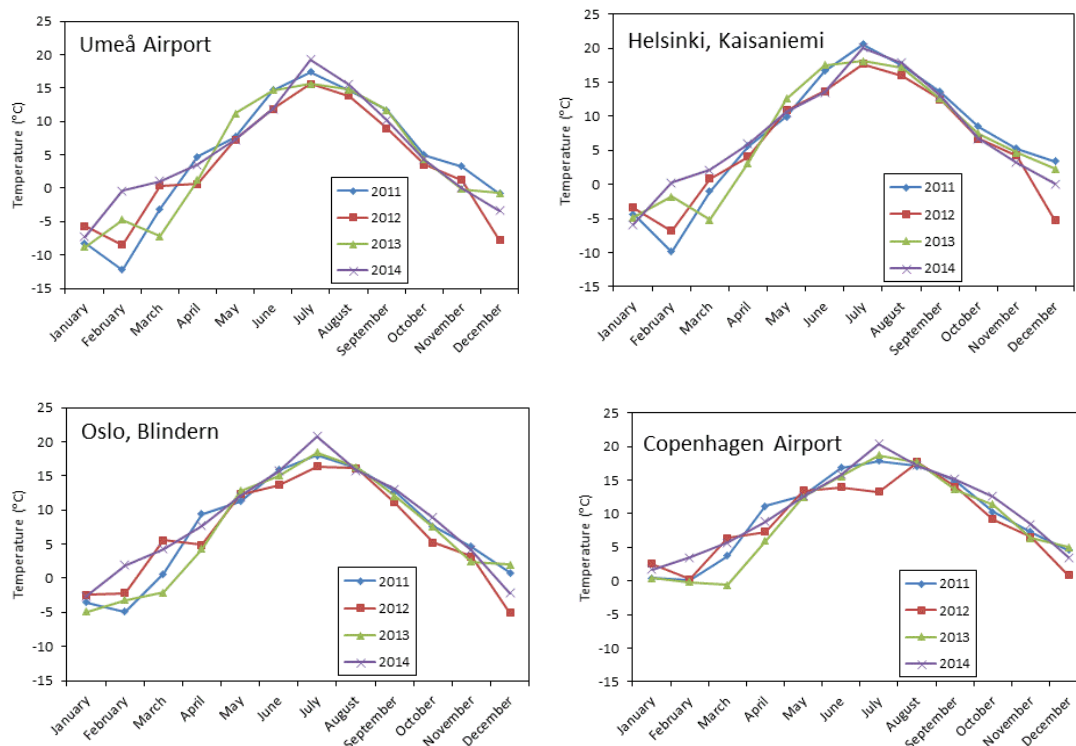 Umeå Airport
Temperature (°C)
25
20
15
10
5
0
-5
-10
-15
2011
2012
2013
2014
January
February
March
April
May
June
July
August
September
October
November
December
Helsinki, Kaisaniemi
Temperature (°C)
25
20
15
10
5
0
-5
-10
-15
2011
2012
2013
2014
January
February
March
April
May
June
July
August
September
October
November
December
Oslo, Blindern
Temperature (°C)
25
20
15
10
5
0
-5
-10
-15
2011
2012
2013
2014
January
February
March
April
May
June
July
August
September
October
November
December
Copenhagen Airport
Temperature (°C)
25
20
15
10
5
0
-5
-10
-15
2011
2012
2013
2014
January
February
March
April
May
June
July
August
September
October
November
December